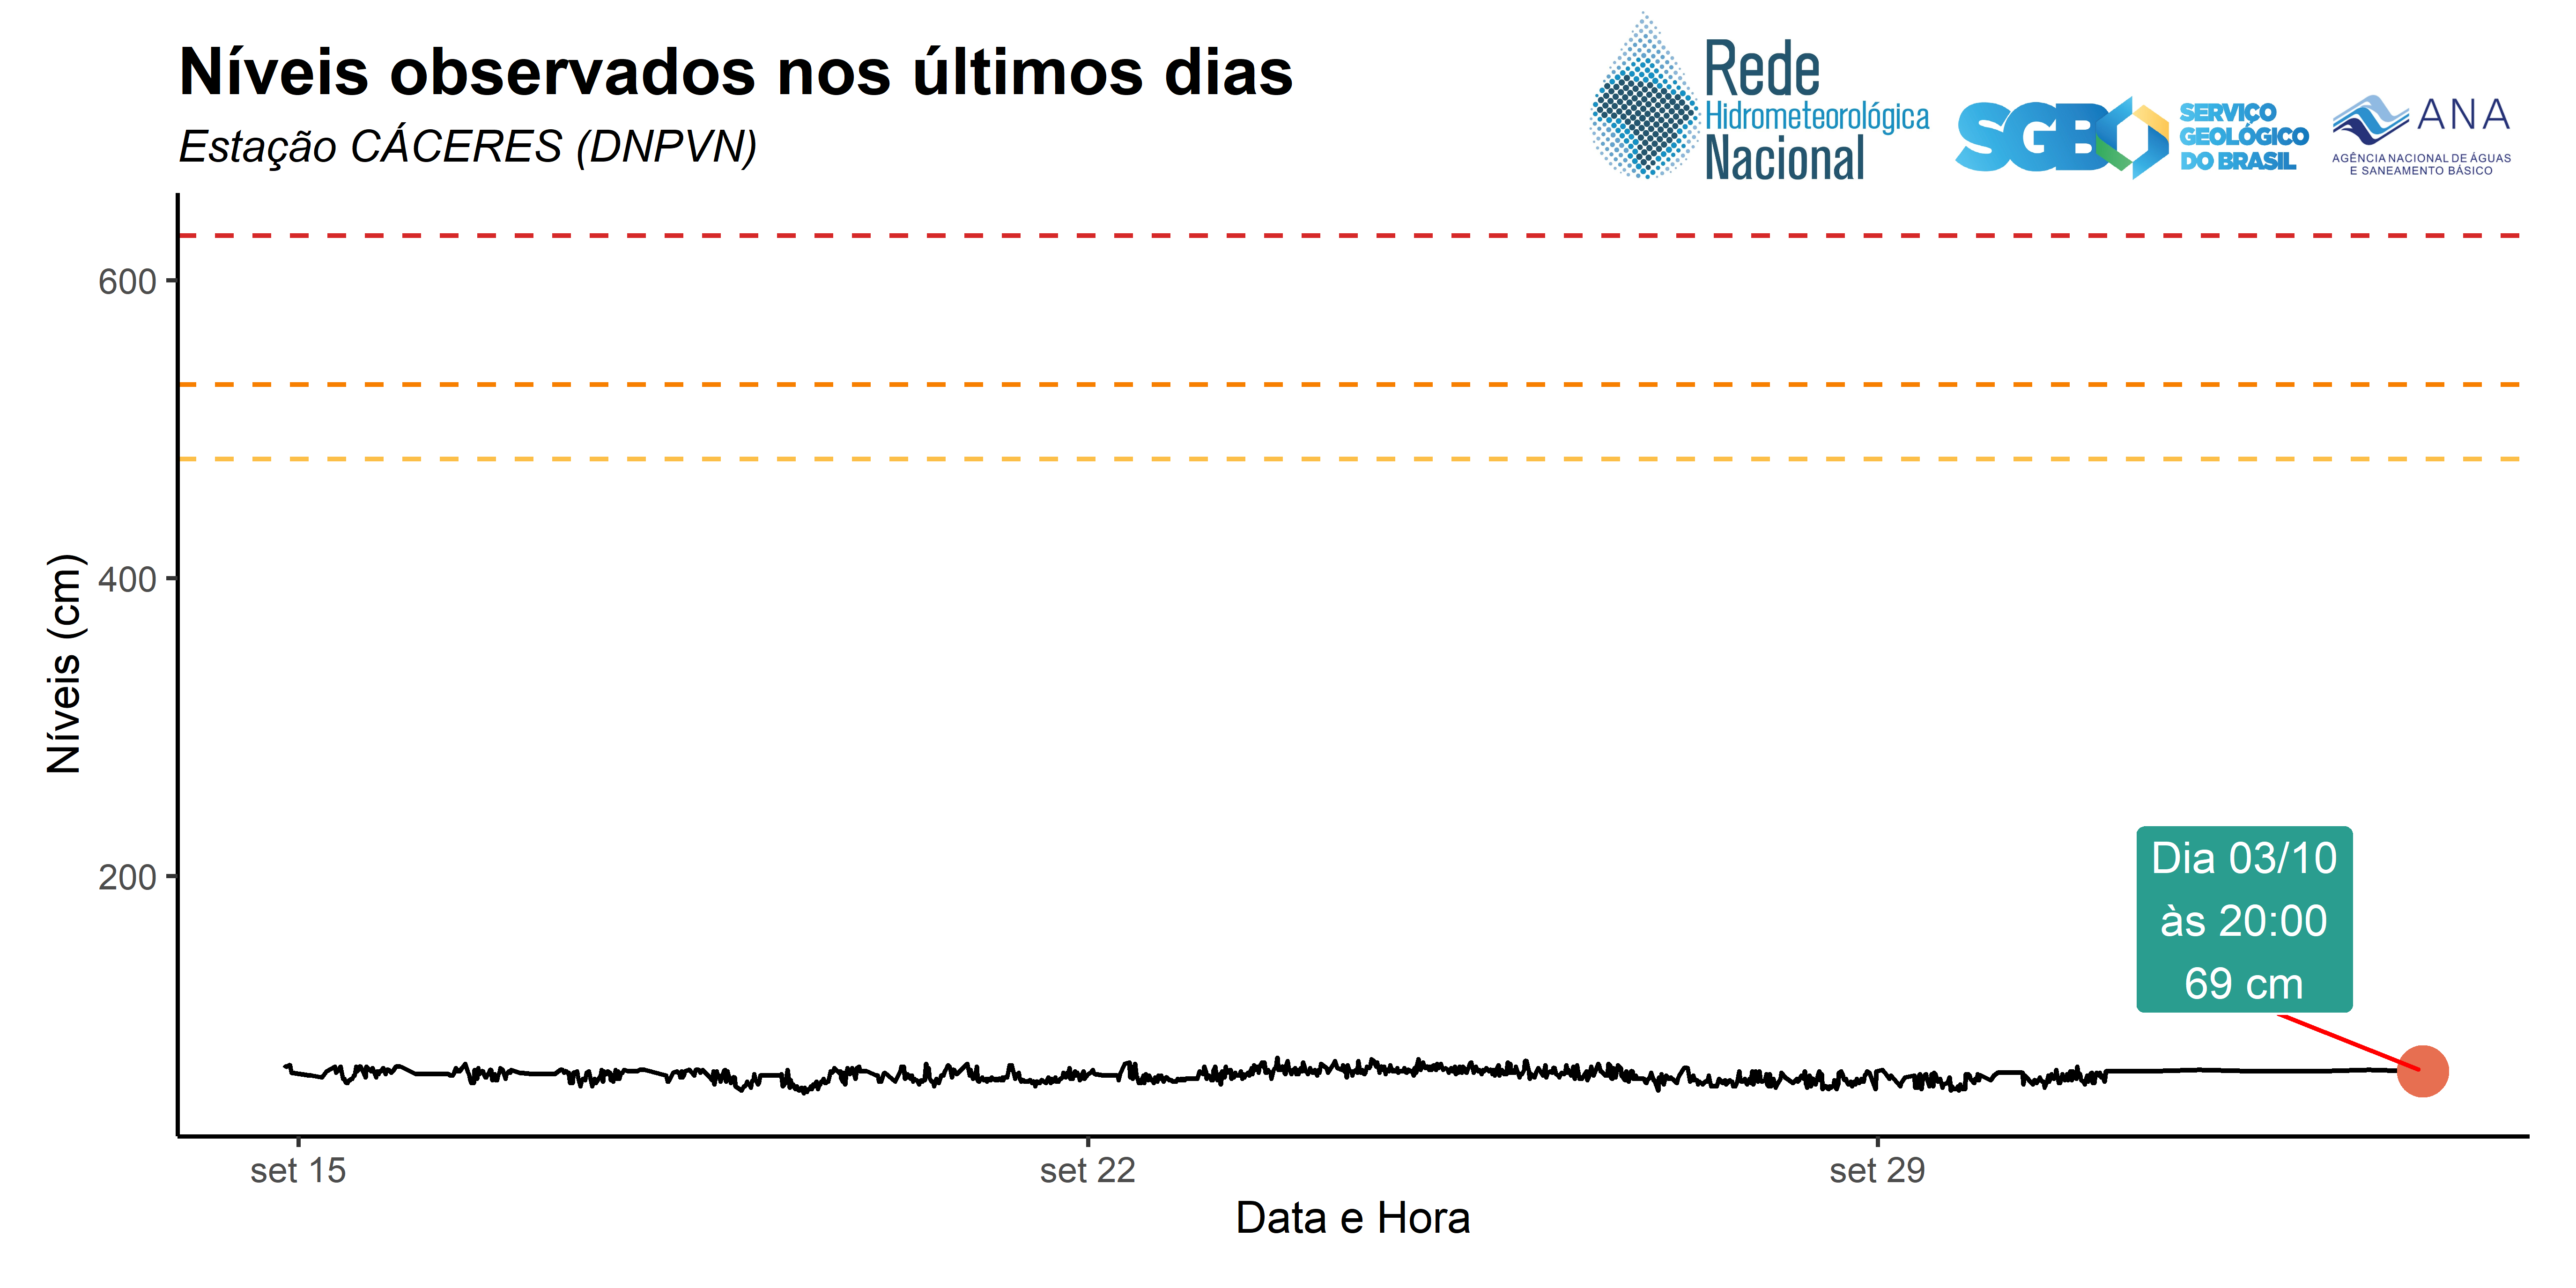 Níveis observados nos últimos dias
Estação CÁCERES (DNPVN)
Rede
Hidrometeorológica
Nacional
SGB
SERVIÇO
GEOLÓGICO
DO BRASIL
ANA
AGÊNCIA NACIONAL DE ÁGUAS
E SANEAMENTO BÁSICO
Níveis (cm)
600
400
200
Dia 03/10
às 20:00
69 cm
set 15
set 22
set 29
Data e Hora